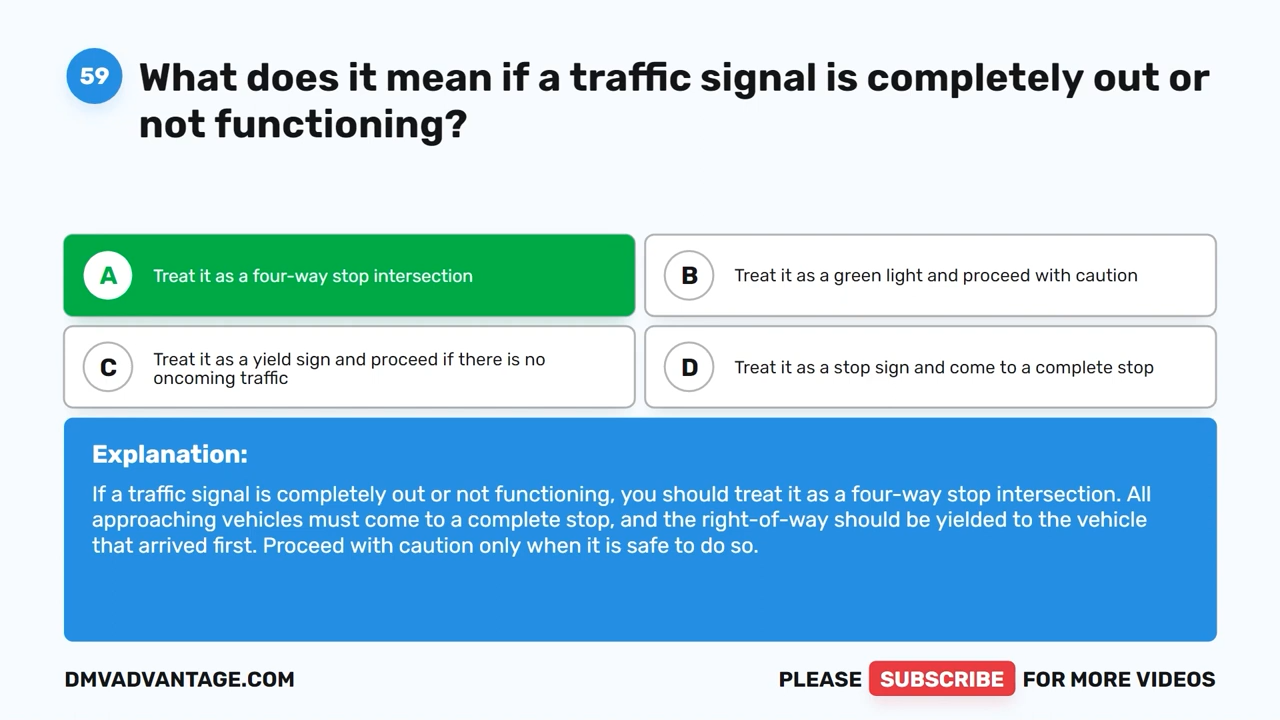 59
What does it mean if a traffic signal is completely out or
not functioning?
A
Treat it as a four-way stop intersection
B
Treat it as a green light and proceed with caution
C
Treat it as a yield sign and proceed if there is no
oncoming traffic
D
Treat it as a stop sign and come to a complete stop
Explanation:
If a traffic signal is completely out or not functioning, you should treat it as a four-way stop intersection. All
approaching vehicles must come to a complete stop, and the right-of-way should be yielded to the vehicle
that arrived first. Proceed with caution only when it is safe to do so.
DMVADVANTAGE.COM
PLEASE SUBSCRIBE FOR MORE VIDEOS